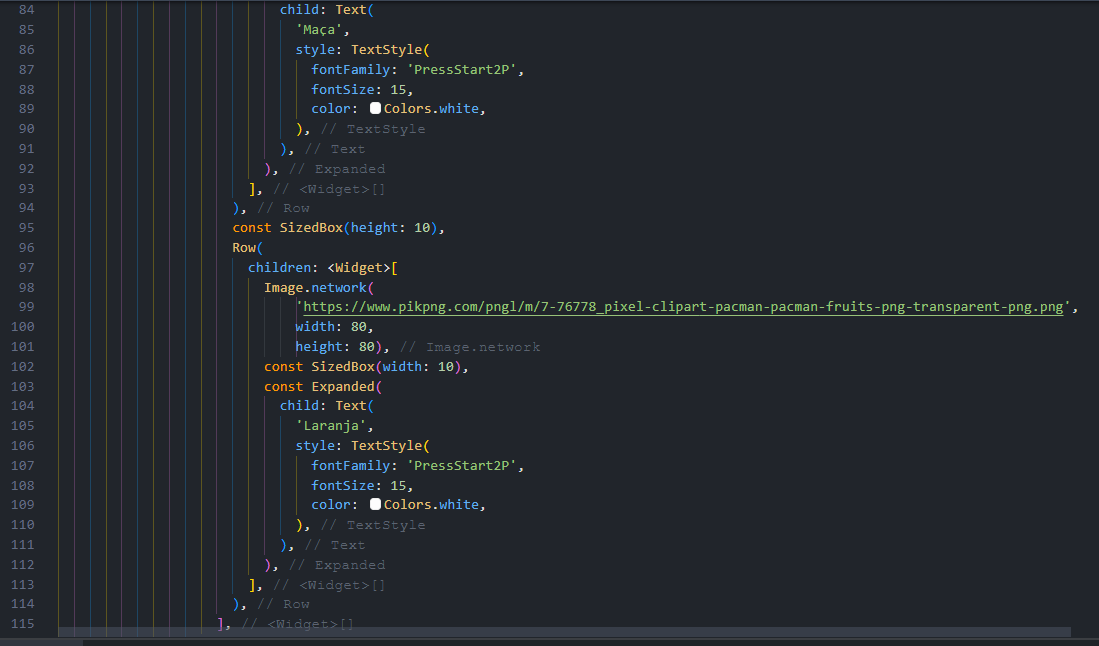 84 child: Text(
85 'Maça',
86 style: TextStyle(
87 fontFamily: 'PressStart2P',
88 fontSize: 15,
89 color: Colors.white,
90 ), // TextStyle
91 ), // Text
92 ), // Expanded
93 ], // <Widget>[]
94 ), // Row
95 const SizedBox(height: 10),
96 Row(
97 children: <Widget>[
98 Image.network(
99 'https://www.pikpng.com/pngl/m/7-76778_pixel-clipart-pacman-pacman-fruits-png-transparent-png.png',
100 width: 80,
101 height: 80), // Image.network
102 const SizedBox(width: 10),
103 const Expanded(
104 child: Text(
105 'Laranja',
106 style: TextStyle(
107 fontFamily: 'PressStart2P',
108 fontSize: 15,
109 color: Colors.white,
110 ), // TextStyle
111 ), // Text
112 ), // Expanded
113 ], // <Widget>[]
114 ), // Row
115 ], // <Widget>[]